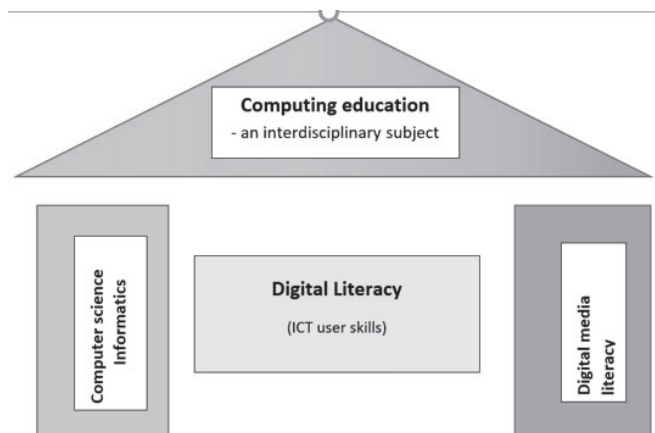 Computing education
- an interdisciplinary subject
Computer science
Informatics
Digital Literacy
(ICT user skills)
Digital media
literacy